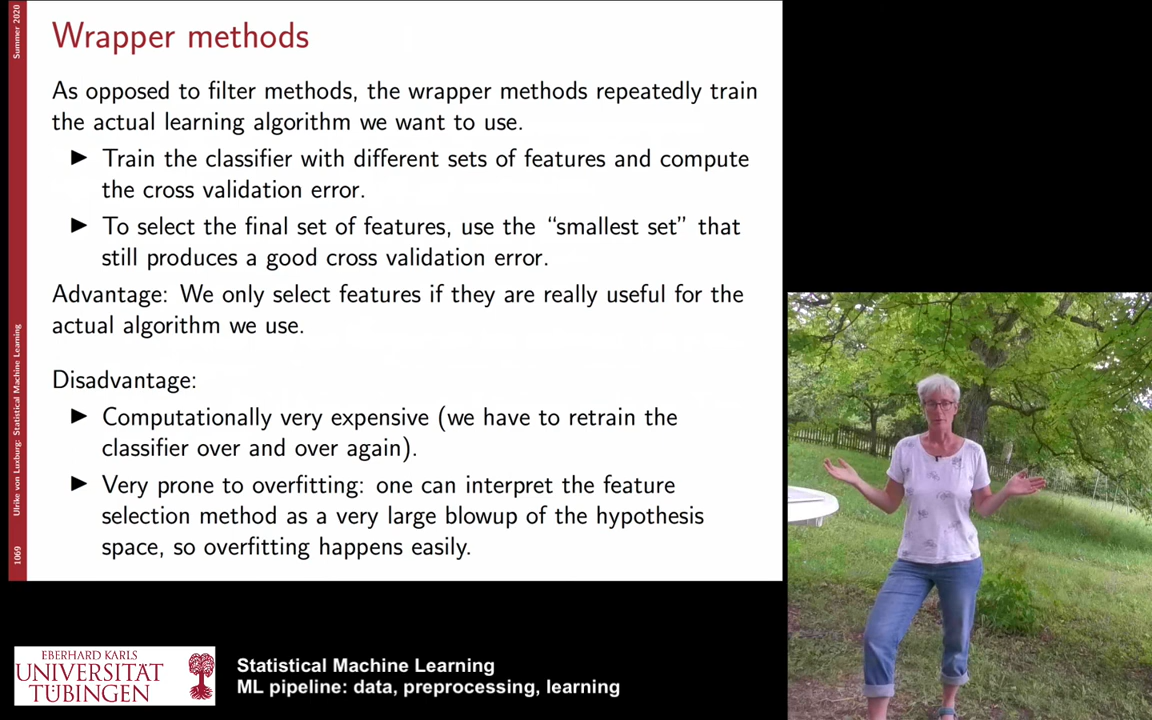 Summer 2020
Wrapper methods
As opposed to filter methods, the wrapper methods repeatedly train
the actual learning algorithm we want to use.
► Train the classifier with different sets of features and compute
the cross validation error.
► To select the final set of features, use the “smallest set” that
still produces a good cross validation error.
Advantage: We only select features if they are really useful for the
actual algorithm we use.
Disadvantage:
► Computationally very expensive (we have to retrain the
classifier over and over again).
► Very prone to overfitting: one can interpret the feature
selection method as a very large blowup of the hypothesis
space, so overfitting happens easily.
Ulrike von Luxburg: Statistical Machine Learning
1069
EBERHARD KARLS
UNIVERSITÄT
TÜBINGEN
Statistical Machine Learning
ML pipeline: data, preprocessing, learning